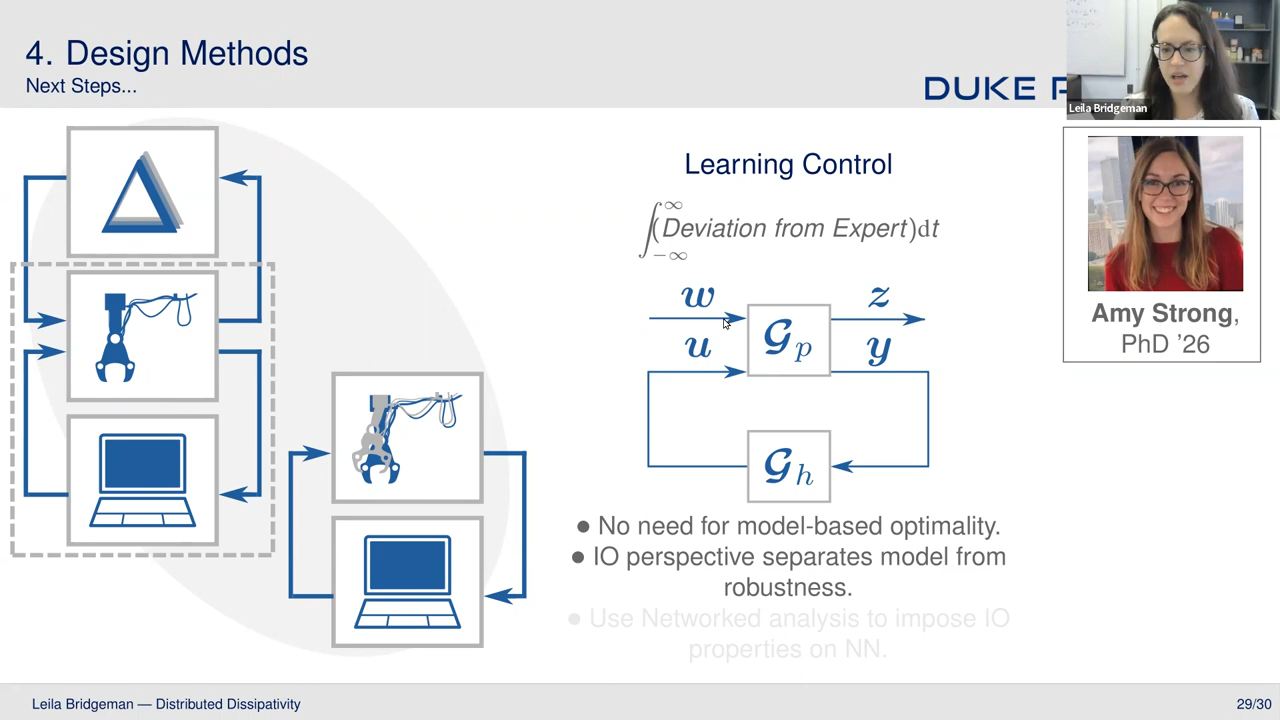 4. Design Methods
Next Steps...
DUKE
Leila Bridgeman
Learning Control
∫_{−∞}^{∞}(Deviation from Expert)dt
w
z
u
y
𝓖p
𝓖h
Amy Strong,
PhD '26
● No need for model-based optimality.
● IO perspective separates model from
robustness.
● Use Networked analysis to impose IO
properties on NN.
Leila Bridgeman — Distributed Dissipativity
29/30